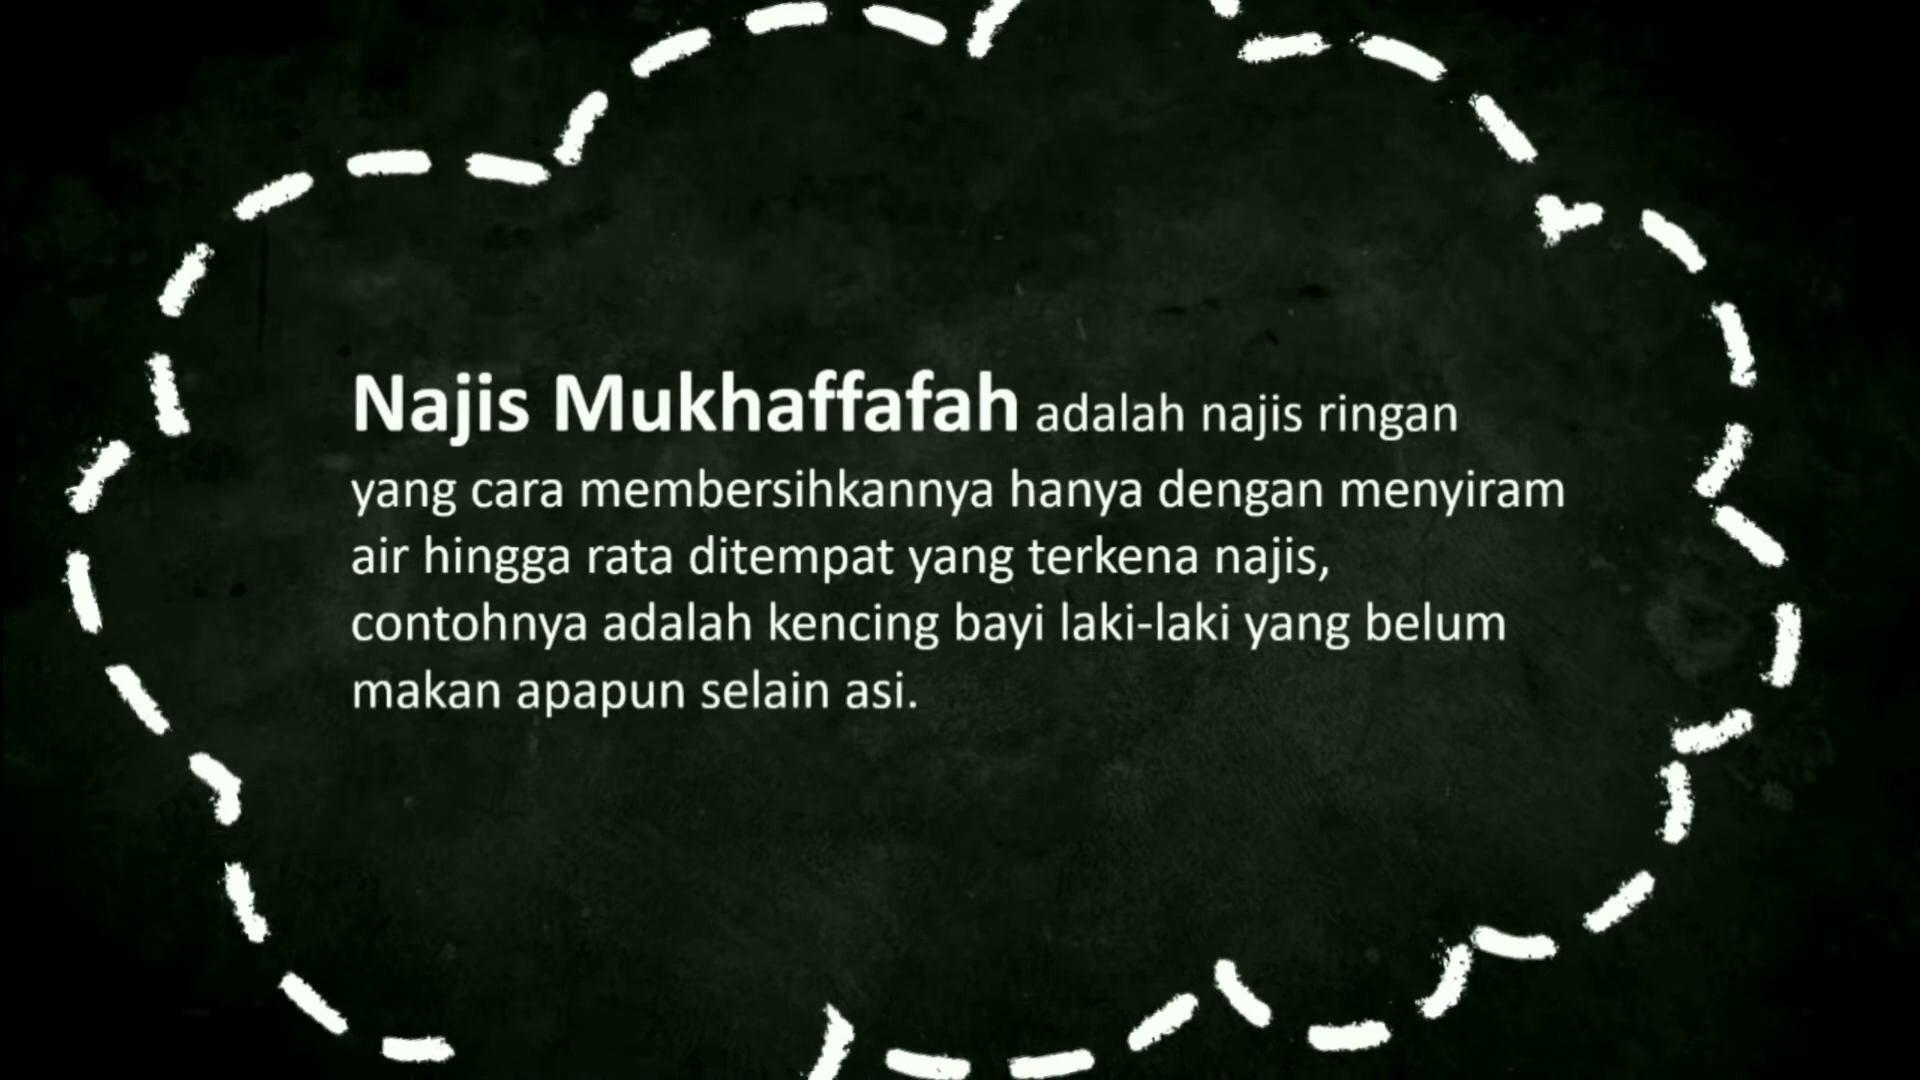 Najis Mukhaffafah adalah najis ringan
yang cara membersihkannya hanya dengan menyiram
air hingga rata ditempat yang terkena najis,
contohnya adalah kencing bayi laki-laki yang belum
makan apapun selain asi.